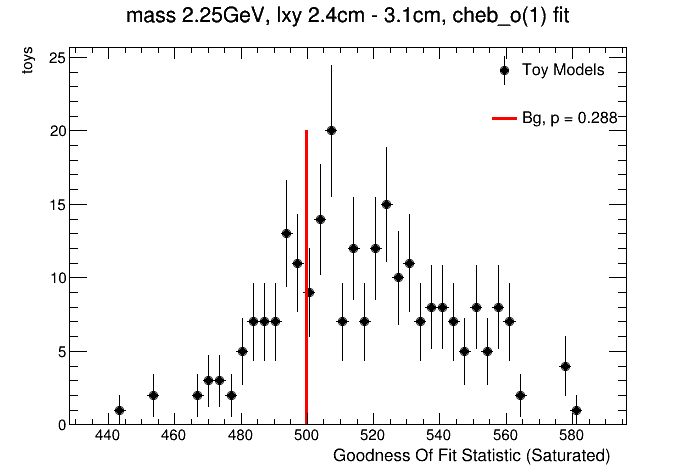 mass 2.25GeV, lxy 2.4cm - 3.1cm, cheb_o(1) fit
toys
25
20
15
10
5
0
Toy Models
Bg, p = 0.288
440 460 480 500 520 540 560 580
Goodness Of Fit Statistic (Saturated)